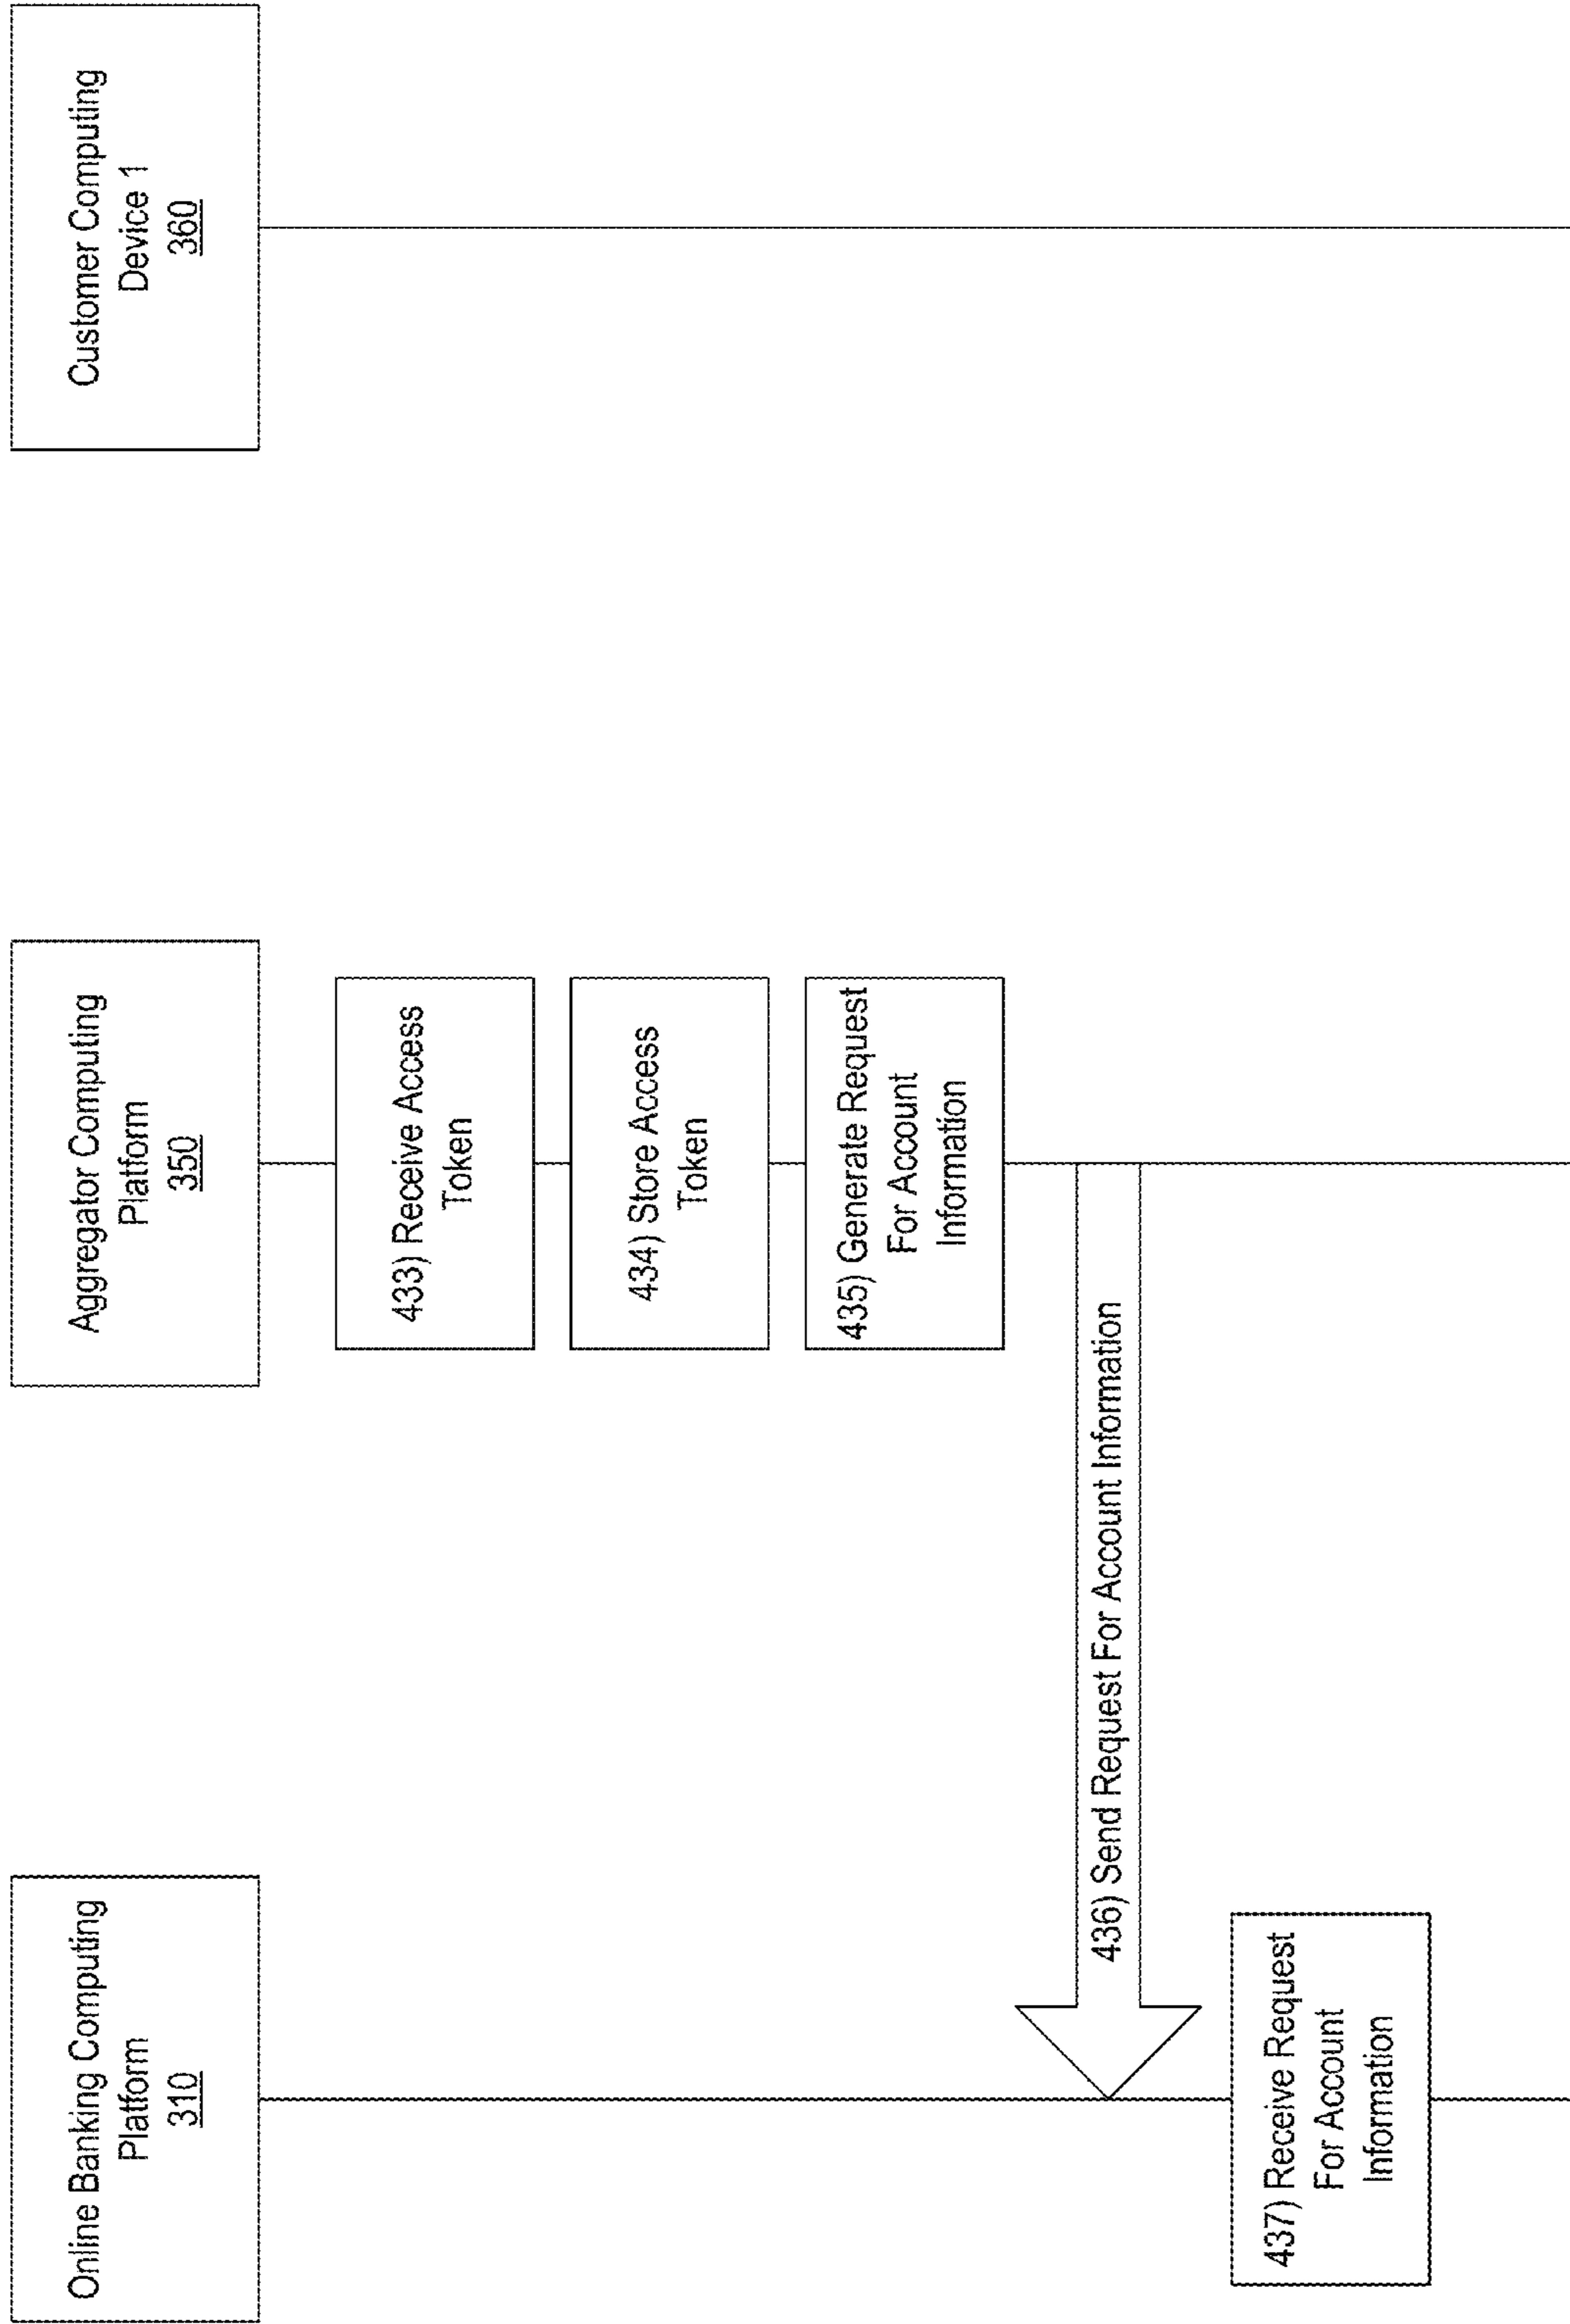 Online Banking Computing
Platform
310
Aggregator Computing
Platform
350
Customer Computing
Device 1
360
433) Receive Access
Token
434) Store Access
Token
435) Generate Request
For Account
Information
436) Send Request For Account Information
437) Receive Request
For Account
Information